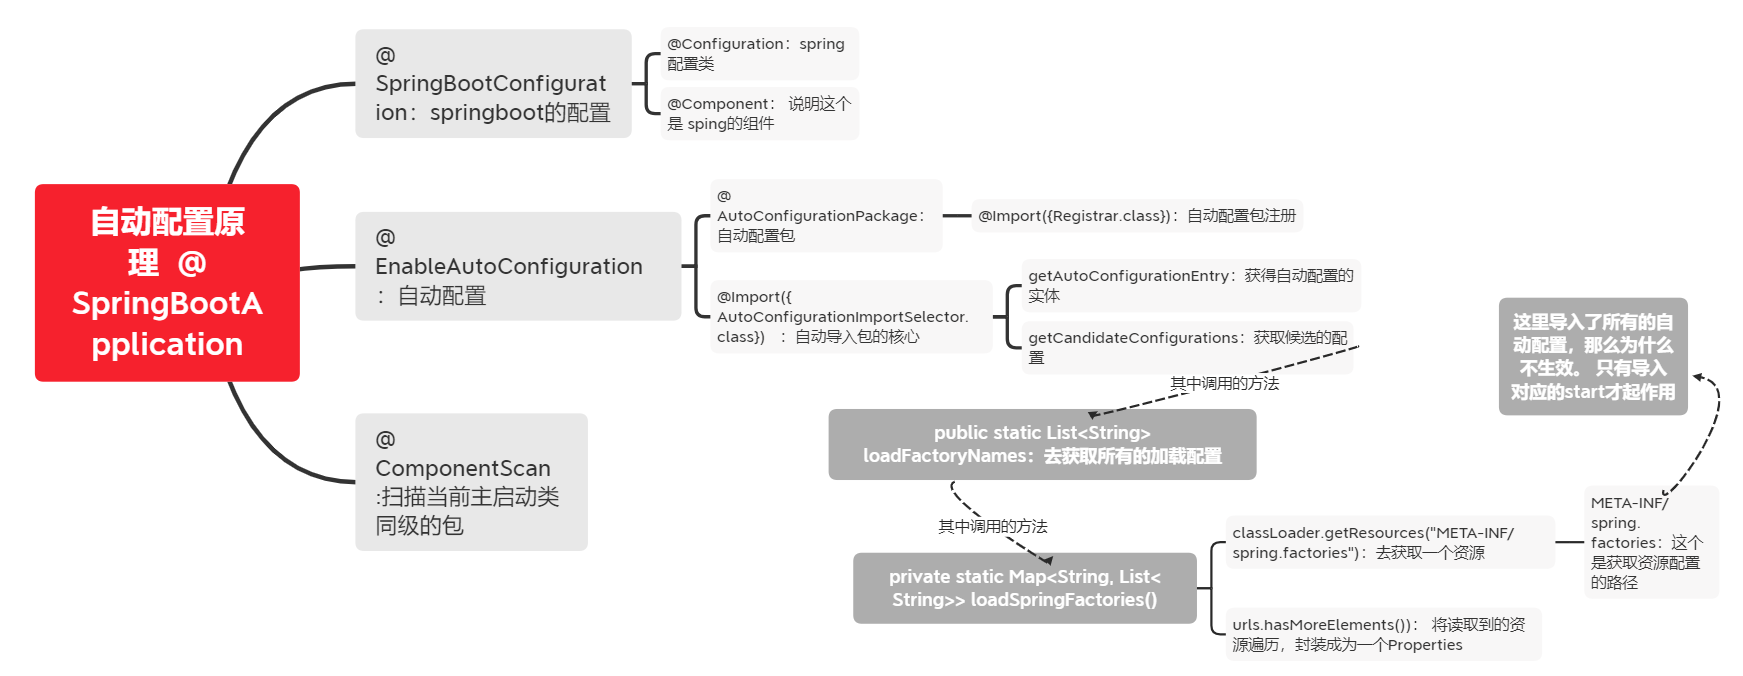 自动配置原
理 @
SpringBootA
pplication
@
SpringBootConfigurat
ion：springboot的配置
@Configuration：spring
配置类
@Component： 说明这个
是 sping的组件
@
EnableAutoConfiguration
：自动配置
@
AutoConfigurationPackage：
自动配置包
@Import({Registrar.class})：自动配置包注册
@Import({
AutoConfigurationImportSelector.
class}) ：自动导入包的核心
getAutoConfigurationEntry：获得自动配置的
实体
getCandidateConfigurations：获取候选的配
置
其中调用的方法
public static List<String>
loadFactoryNames：去获取所有的加载配置
其中调用的方法
private static Map<String, List<
String>> loadSpringFactories()
classLoader.getResources("META-INF/
spring.factories")：去获取一个资源
META-INF/
spring.
factories：这个
是获取资源配置
的路径
这里导入了所有的自
动配置，那么为什么
不生效。 只有导入
对应的start才起作用
urls.hasMoreElements())： 将读取到的资
源遍历，封装成为一个Properties
@
ComponentScan
:扫描当前主启动类
同级的包